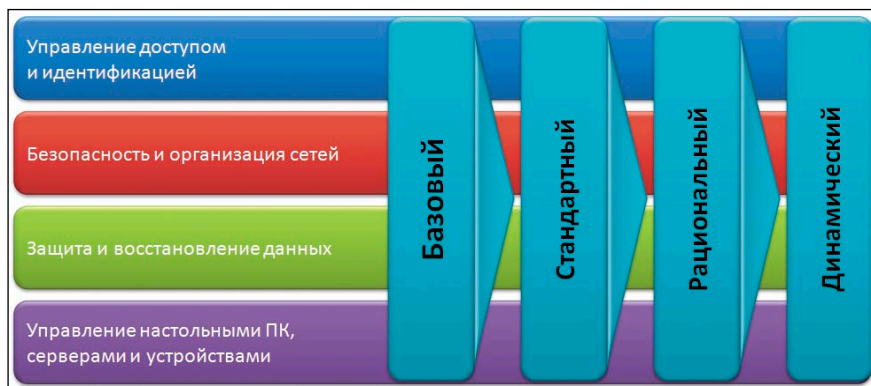 Управление доступом
и идентификацией
Безопасность и организация сетей
Защита и восстановление данных
Управление настольными ПК,
серверами и устройствами
Базовый
Стандартный
Рациональный
Динамический